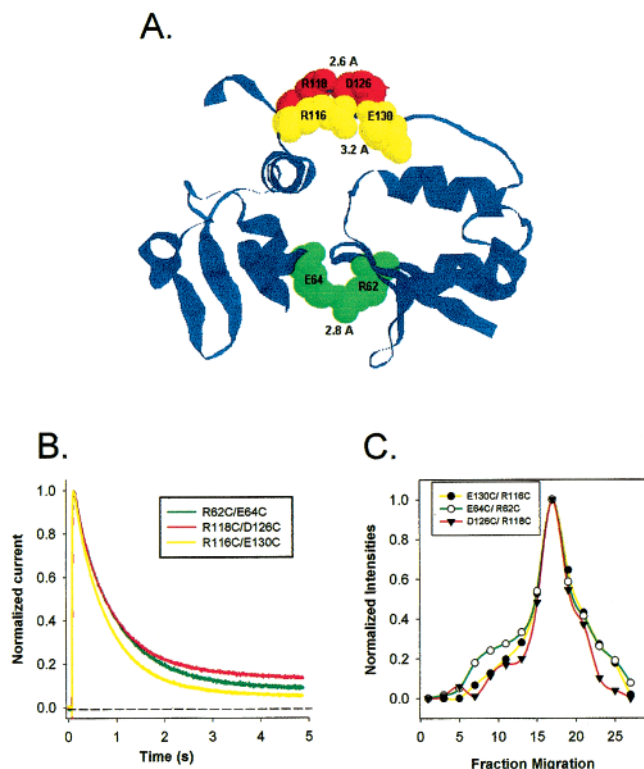 A.
2.6 A
R118 D126
R116 E130
3.2 A
E64 R62
2.8 A
B.
Normalized current
1.0
0.8
0.6
0.4
0.2
0.0
R62C/E64C
R118C/D126C
R116C/E130C
0 1 2 3 4 5
Time (s)
C.
Normalized Intensities
1.0
0.8
0.6
0.4
0.2
0.0
E130C/ R116C
E64C/ R62C
D126C/ R118C
0 5 10 15 20 25
Fraction Migration